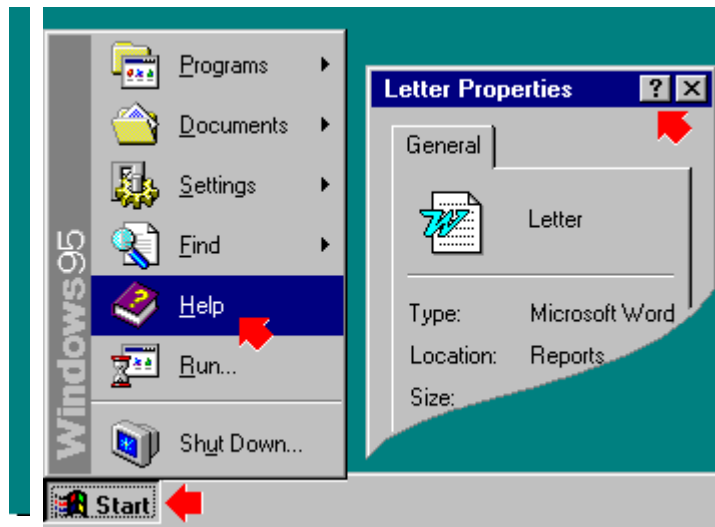 Windows95
Programs
Documents
Settings
Find
Help
Run...
Shut Down...
Start
Letter Properties
General
Letter
Type: Microsoft Word
Location: Reports
Size: